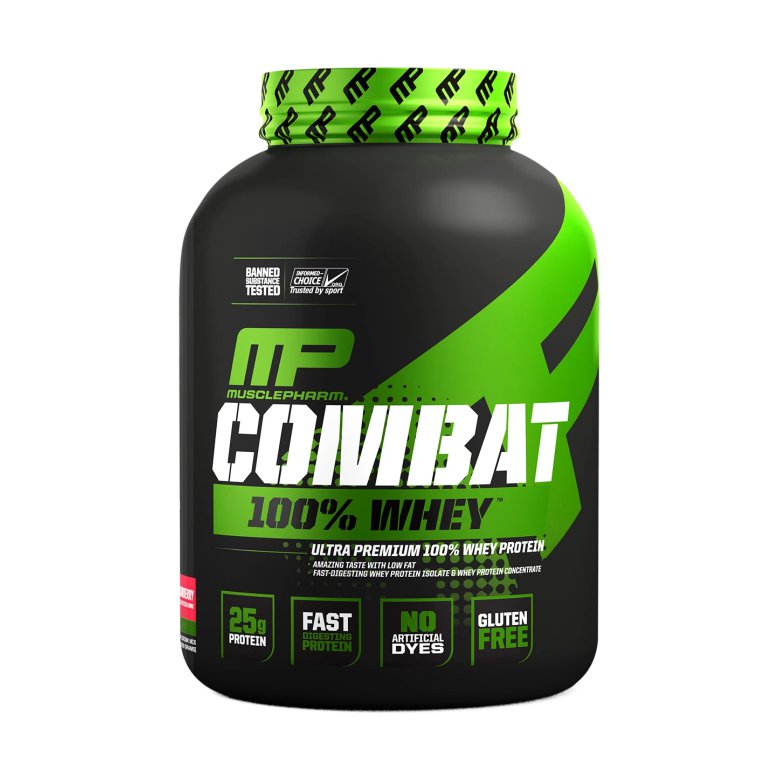 BANNED
SUBSTANCE
TESTED
INFORMED-
CHOICE
.ORG
Trusted by sport
MP
MUSCLEPHARM®
COMBAT
100% WHEY™
ULTRA PREMIUM 100% WHEY PROTEIN
• AMAZING TASTE WITH LOW FAT
• FAST-DIGESTING WHEY PROTEIN ISOLATE & WHEY PROTEIN CONCENTRATE
25g
PROTEIN
FAST
DIGESTING
PROTEIN
NO
ARTIFICIAL
DYES
GLUTEN
FREE